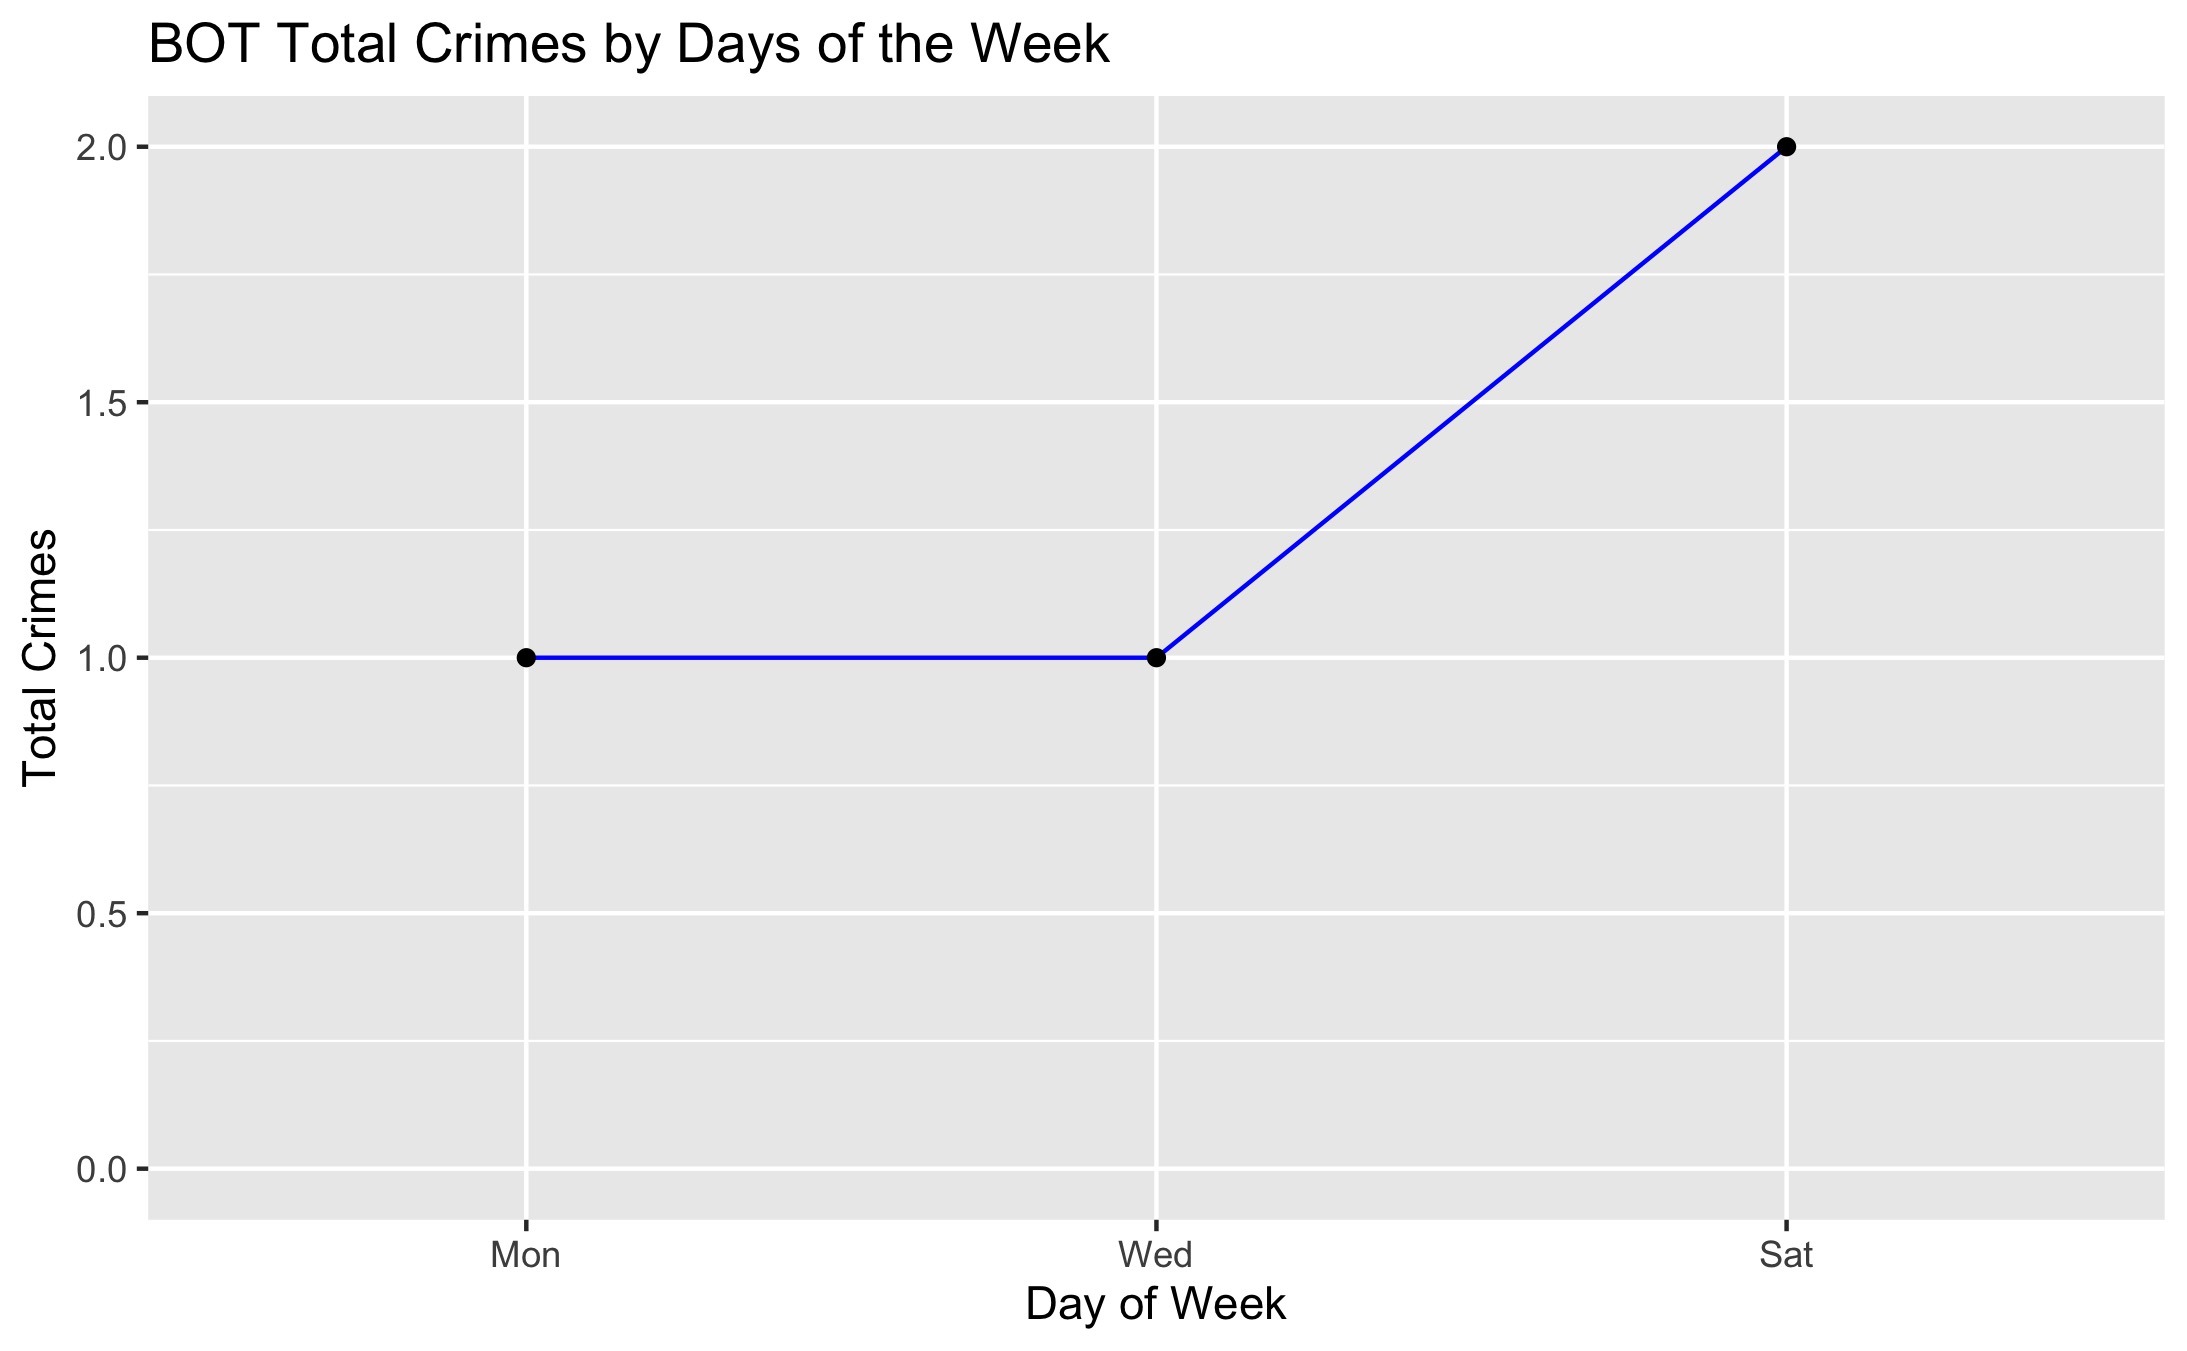 BOT Total Crimes by Days of the Week
Total Crimes
2.0
1.5
1.0
0.5
0.0
Mon Wed Sat
Day of Week